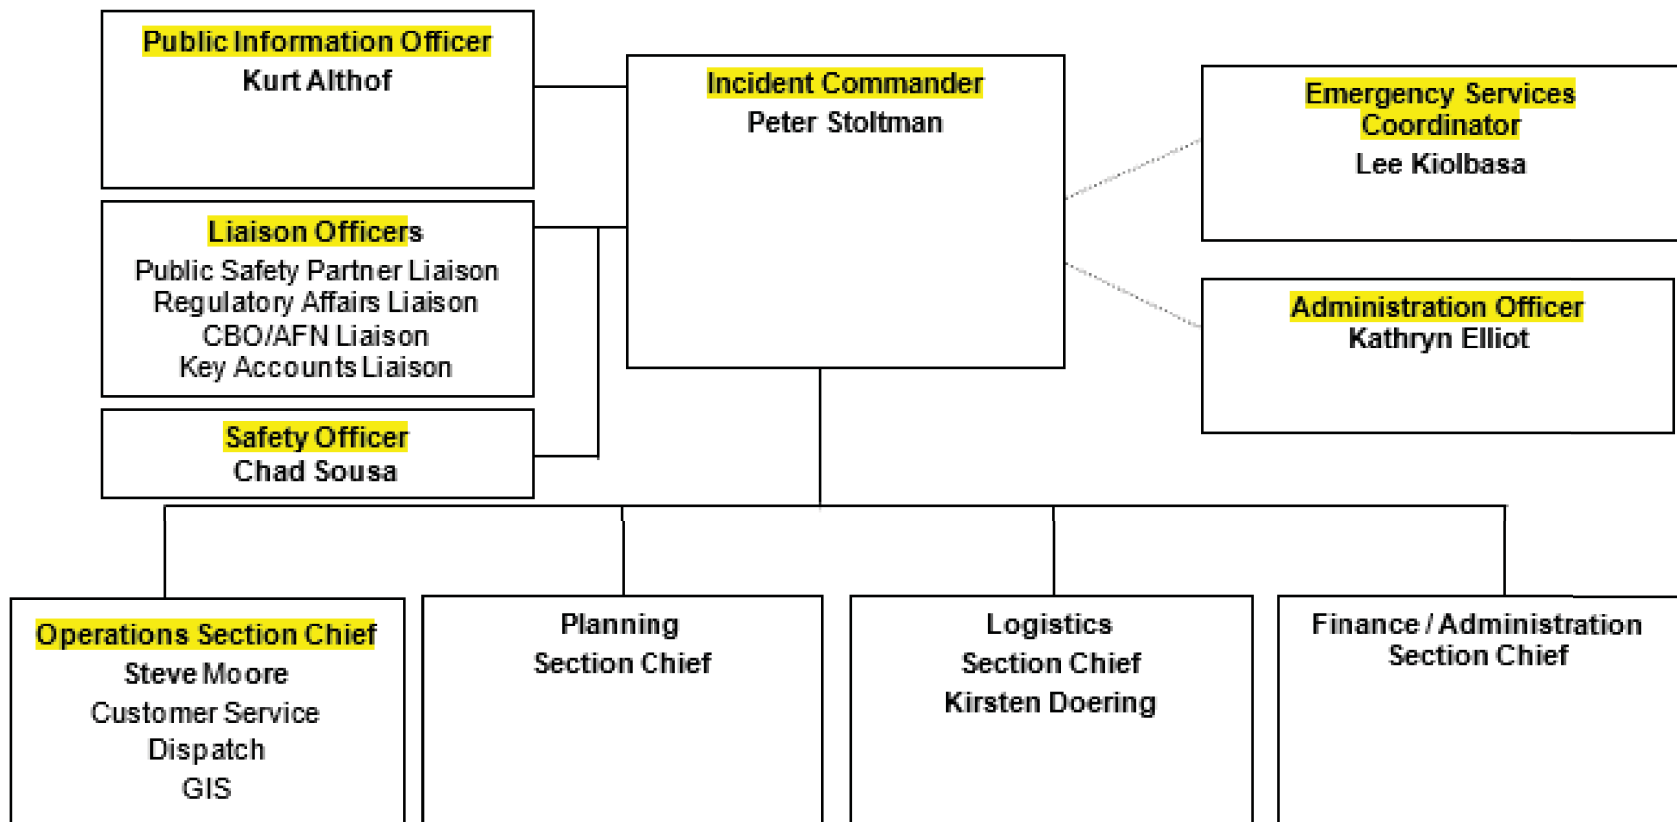 Public Information Officer
Kurt Althof
Incident Commander
Peter Stoltman
Emergency Services
Coordinator
Lee Kiolbasa
Liaison Officers
Public Safety Partner Liaison
Regulatory Affairs Liaison
CBO/AFN Liaison
Key Accounts Liaison
Administration Officer
Kathryn Elliot
Safety Officer
Chad Sousa
Operations Section Chief
Steve Moore
Customer Service
Dispatch
GIS
Planning
Section Chief
Logistics
Section Chief
Kirsten Doering
Finance / Administration
Section Chief